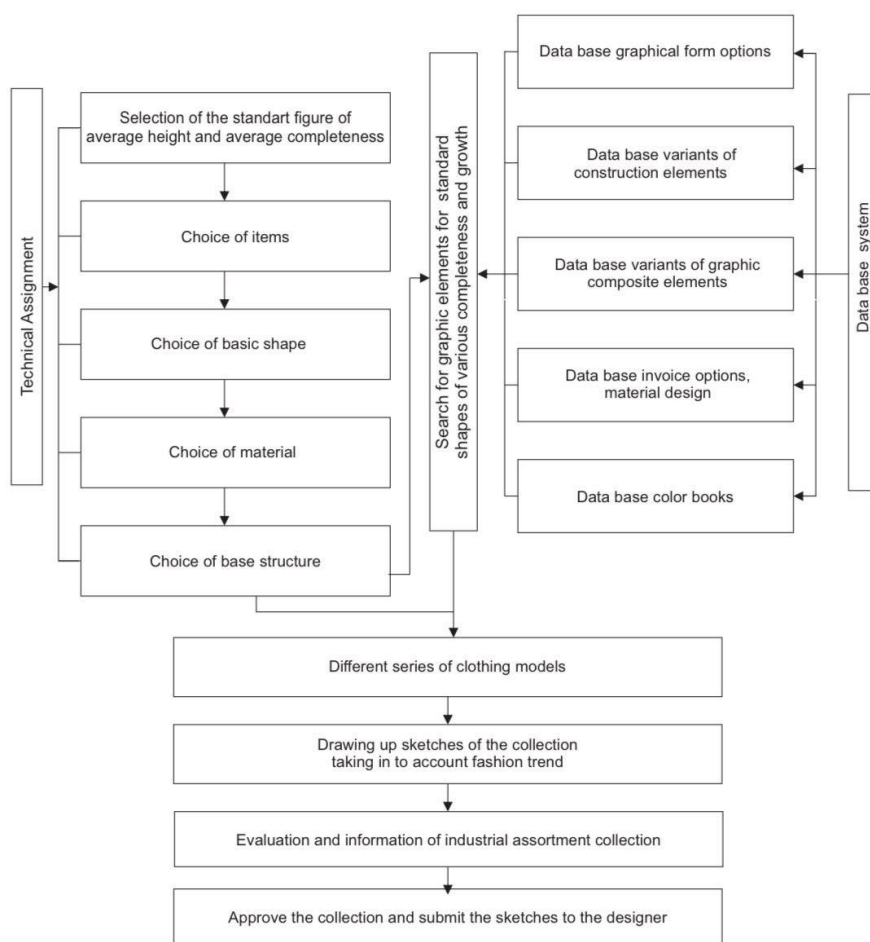 Technical Assignment
Selection of the standart figure of
average height and average completeness
Choice of items
Choice of basic shape
Choice of material
Choice of base structure
Search for graphic elements for standard
shapes of various completeness and growth
Data base graphical form options
Data base variants of
construction elements
Data base variants of graphic
composite elements
Data base invoice options,
material design
Data base color books
Data base system
Different series of clothing models
Drawing up sketches of the collection
taking in to account fashion trend
Evaluation and information of industrial assortment collection
Approve the collection and submit the sketches to the designer